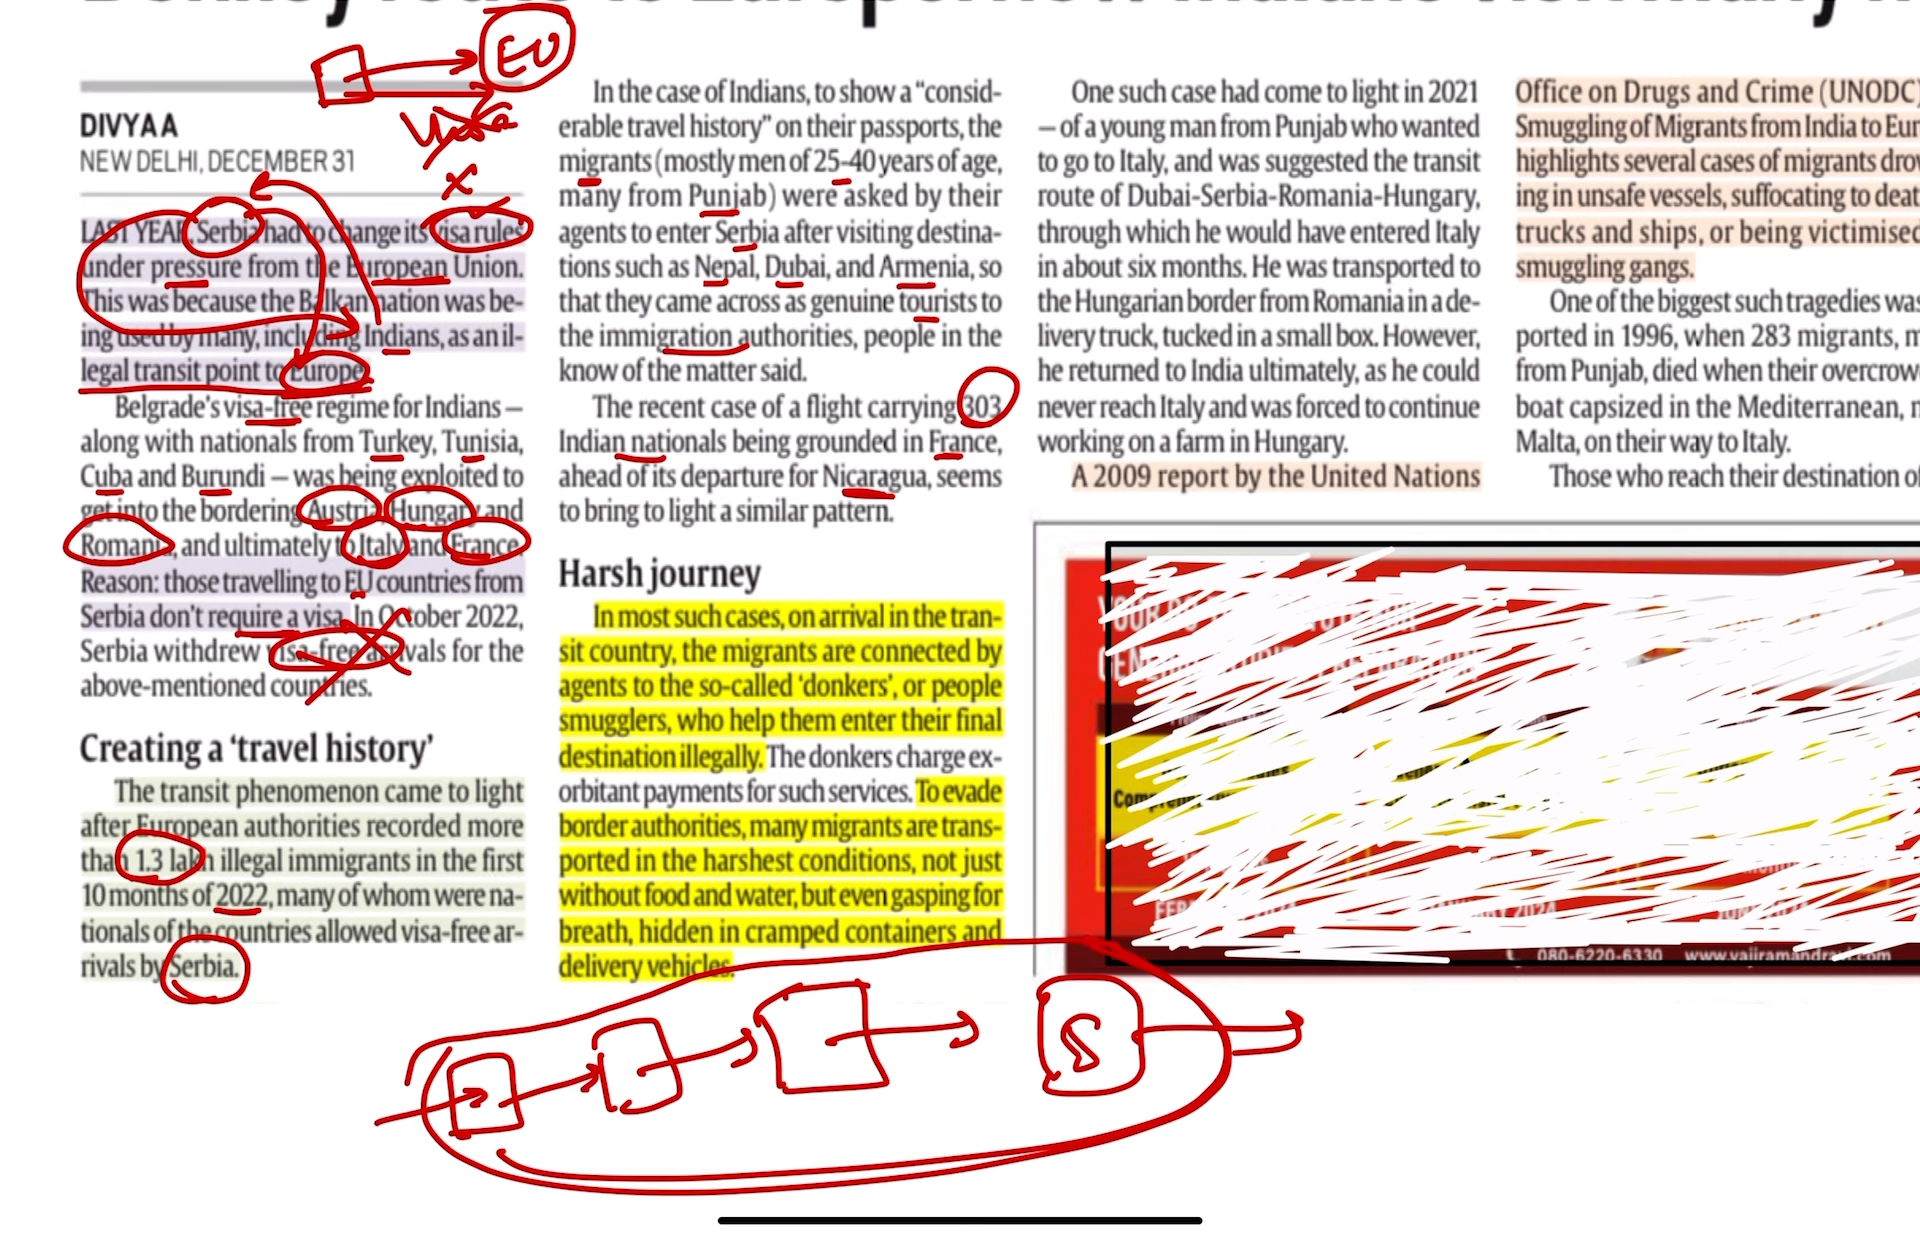 EU
Visa
DIVYA A
NEW DELHI, DECEMBER 31
LAST YEAR, Serbia had to change its visa rules
under pressure from the European Union.
This was because the Balkan nation was be-
ing used by many, including Indians, as an il-
legal transit point to Europe.
Belgrade's visa-free regime for Indians —
along with nationals from Turkey, Tunisia,
Cuba and Burundi — was being exploited to
get into the bordering Austria, Hungary and
Romania, and ultimately to Italy and France.
Reason: those travelling to EU countries from
Serbia don't require a visa. In October 2022,
Serbia withdrew visa-free arrivals for the
above-mentioned countries.
Creating a 'travel history'
The transit phenomenon came to light
after European authorities recorded more
than 1.3 lakh illegal immigrants in the first
10 months of 2022, many of whom were na-
tionals of the countries allowed visa-free ar-
rivals by Serbia.
In the case of Indians, to show a "consid-
erable travel history" on their passports, the
migrants (mostly men of 25-40 years of age,
many from Punjab) were asked by their
agents to enter Serbia after visiting destina-
tions such as Nepal, Dubai, and Armenia, so
that they came across as genuine tourists to
the immigration authorities, people in the
know of the matter said.
The recent case of a flight carrying 303
Indian nationals being grounded in France,
ahead of its departure for Nicaragua, seems
to bring to light a similar pattern.
Harsh journey
In most such cases, on arrival in the tran-
sit country, the migrants are connected by
agents to the so-called 'donkers', or people
smugglers, who help them enter their final
destination illegally. The donkers charge ex-
orbitant payments for such services. To evade
border authorities, many migrants are trans-
ported in the harshest conditions, not just
without food and water, but even gasping for
breath, hidden in cramped containers and
delivery vehicles.
One such case had come to light in 2021
— of a young man from Punjab who wanted
to go to Italy, and was suggested the transit
route of Dubai-Serbia-Romania-Hungary,
through which he would have entered Italy
in about six months. He was transported to
the Hungarian border from Romania in a de-
livery truck, tucked in a small box. However,
he returned to India ultimately, as he could
never reach Italy and was forced to continue
working on a farm in Hungary.
A 2009 report by the United Nations
Office on Drugs and Crime (UNODC)
Smuggling of Migrants from India to Eur
highlights several cases of migrants drow
ing in unsafe vessels, suffocating to deat
trucks and ships, or being victimised
smuggling gangs.
One of the biggest such tragedies was
ported in 1996, when 283 migrants, m
from Punjab, died when their overcrow
boat capsized in the Mediterranean, n
Malta, on their way to Italy.
Those who reach their destination of
080-6220-6330
S